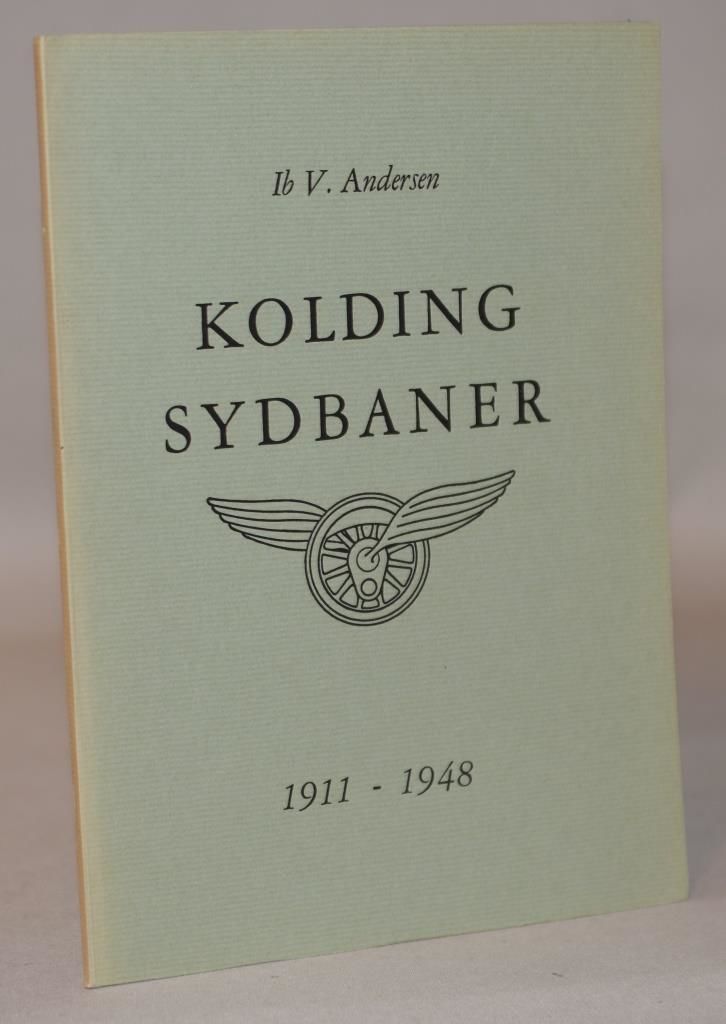 Ib V. Andersen
KOLDING
SYDBANER
1911 - 1948